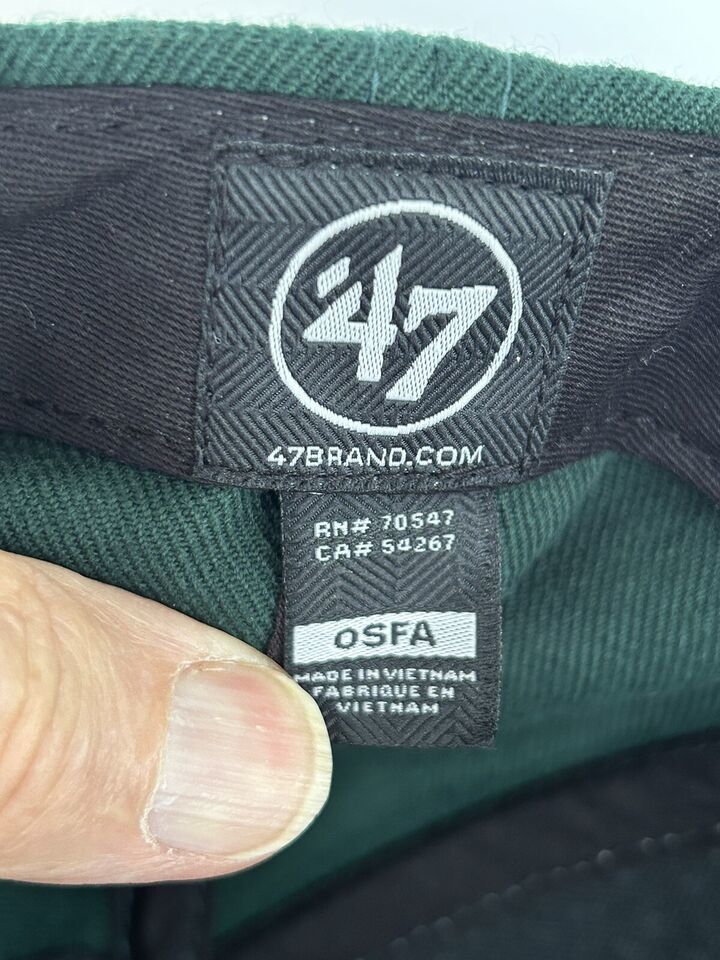 '47
47BRAND.COM
RN# 70547
CA# 54267
OSFA
MADE IN VIETNAM
FABRIQUE EN
VIETNAM